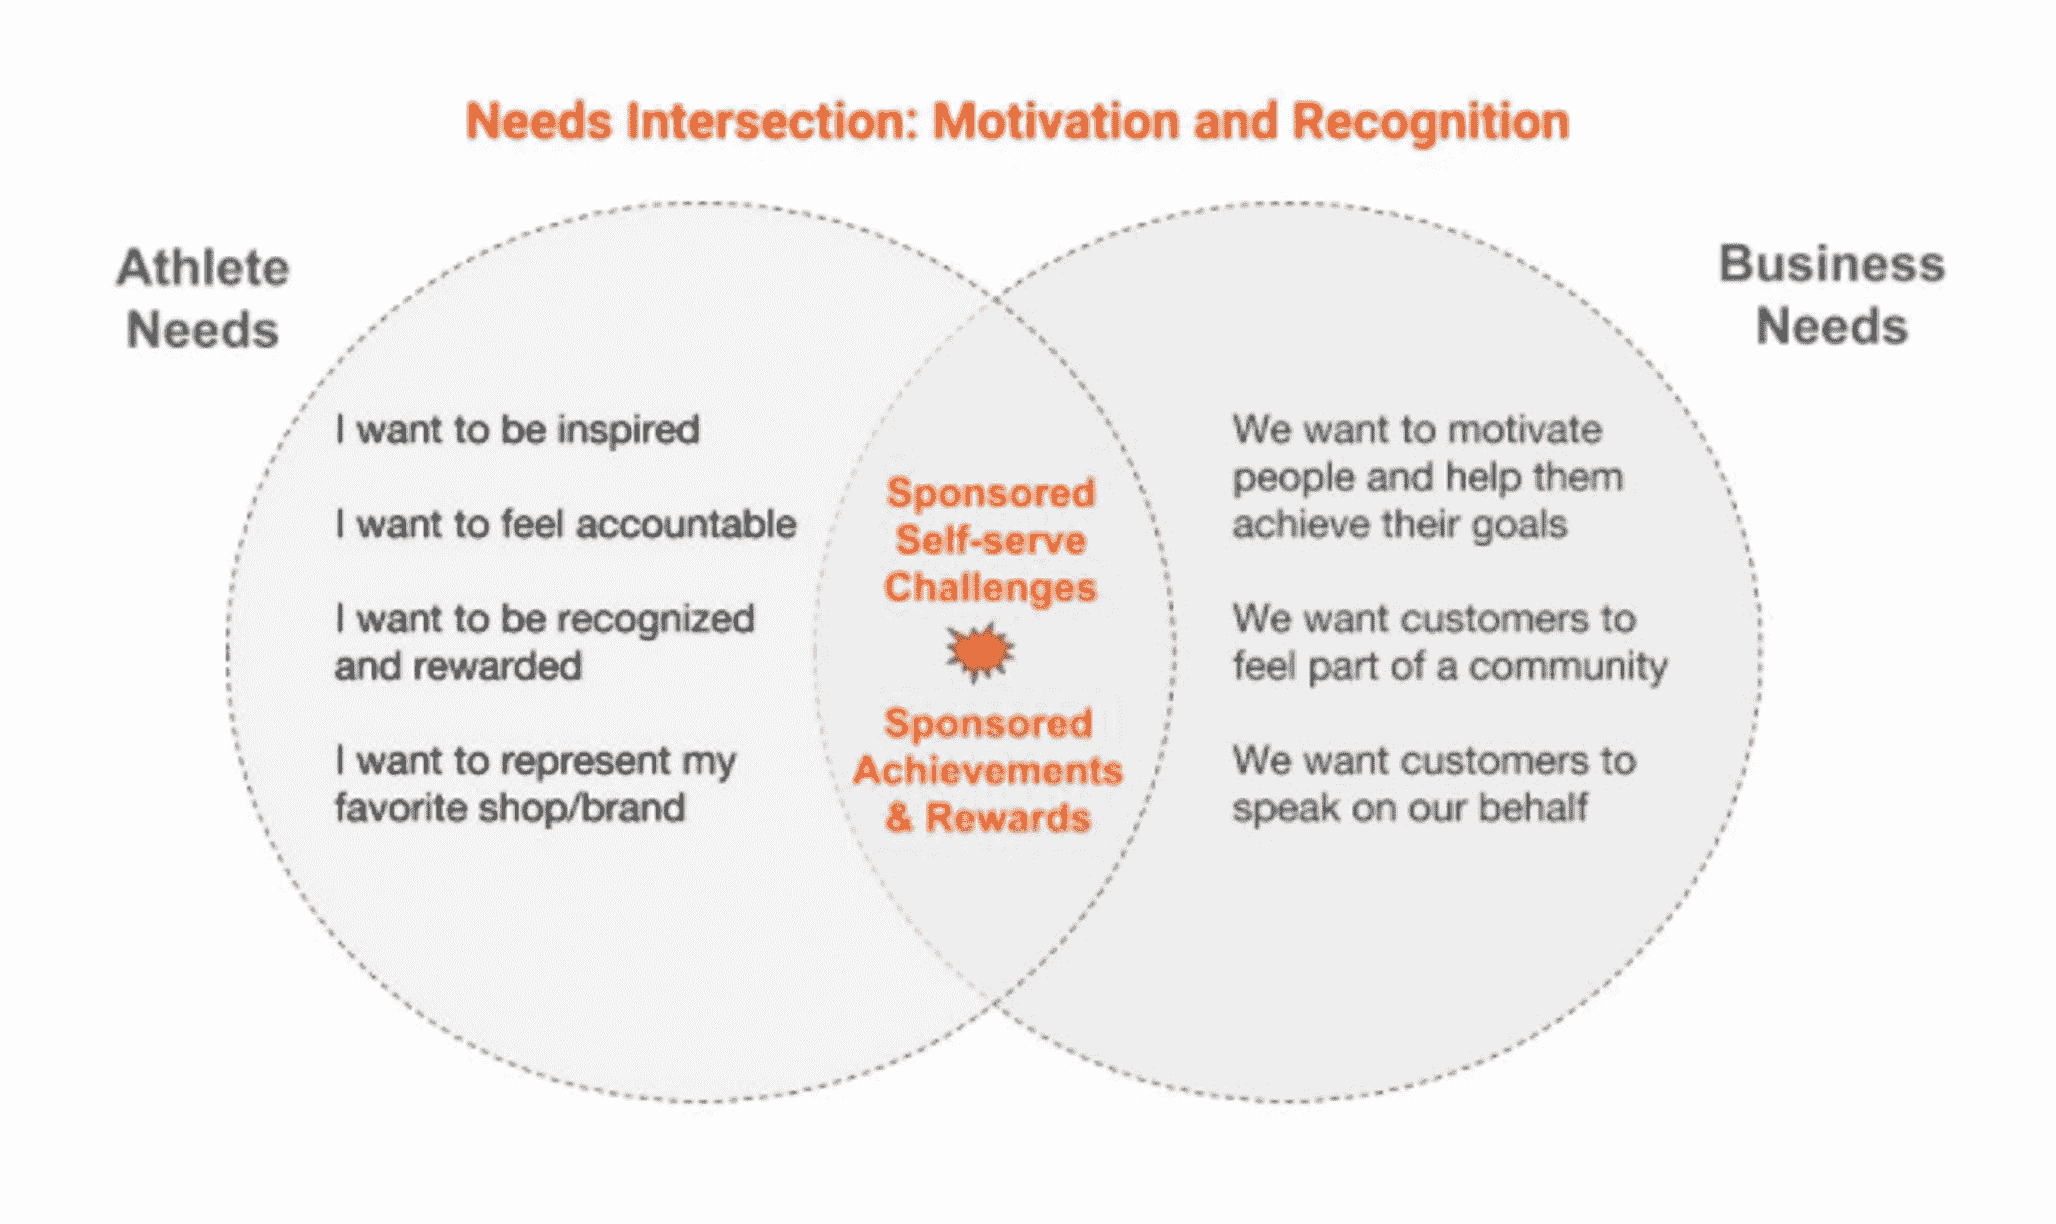 Needs Intersection: Motivation and Recognition
Athlete
Needs
I want to be inspired
I want to feel accountable
I want to be recognized
and rewarded
I want to represent my
favorite shop/brand
Sponsored
Self-serve
Challenges
Sponsored
Achievements
& Rewards
Business
Needs
We want to motivate
people and help them
achieve their goals
We want customers to
feel part of a community
We want customers to
speak on our behalf